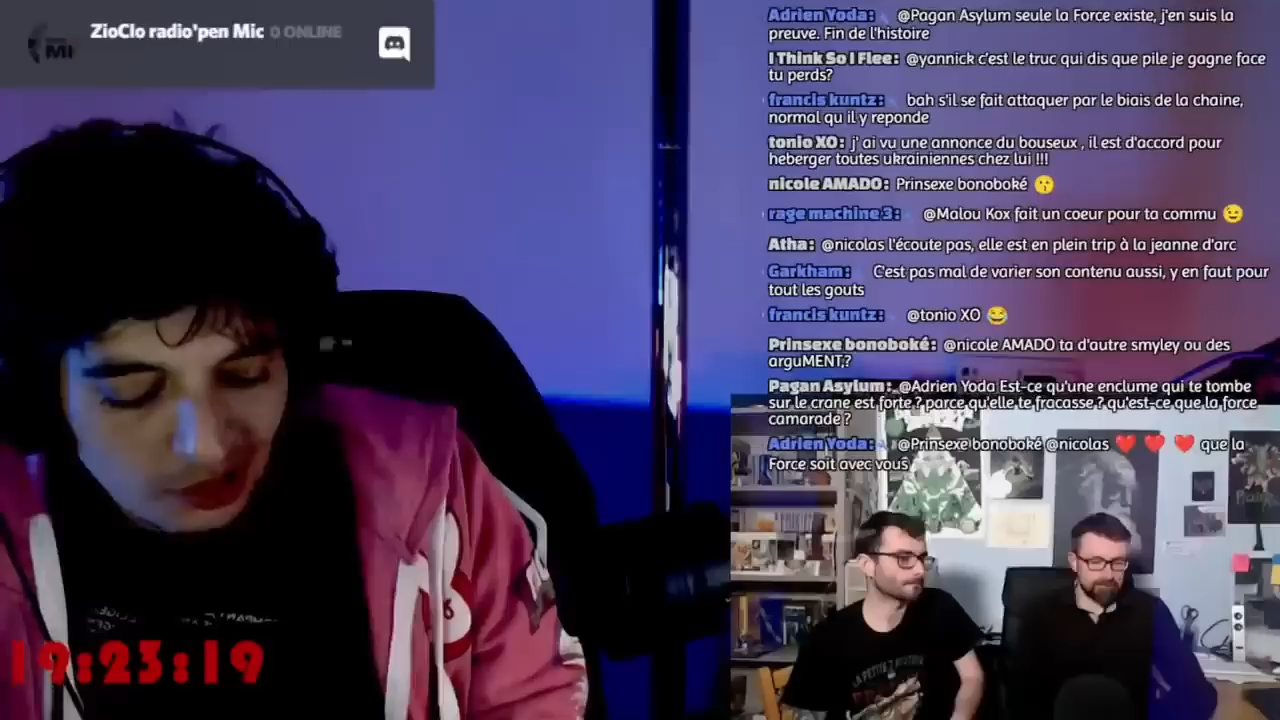 ZioClo radio'pen Mic 0 ONLINE
MI
Adrien Yoda: @Pagan Asylum seule la Force existe, j'en suis la
preuve. Fin de l'histoire
I Think So I Flee: @yannick c'est le truc qui dis que pile je gagne face
tu perds?
francis kuntz: bah s'il se fait attaquer par le biais de la chaine,
normal qu'il y reponde
tonio XO: j' ai vu une annonce du bouseux , il est d'accord pour
heberger toutes ukrainiennes chez lui !!!
nicole AMADO: Prinsexe bonoboké 😗
rage machine 3: @Malou Kox fait un coeur pour ta commu 😉
Atha: @nicolas l'écoute pas, elle est en plein trip à la jeanne d'arc
Garkham: C'est pas mal de varier son contenu aussi, y en faut pour
tout les gouts
francis kuntz: @tonio XO 😂
Prinsexe bonoboké: @nicole AMADO ta d'autre smyley ou des
arguMENT,?
Pagan Asylum: @Adrien Yoda Est-ce qu'une enclume qui te tombe
sur le crane est forte ? parce qu'elle te fracasse ? qu'est-ce que la force
camarade ?
Adrien Yoda: @Prinsexe bonoboké @nicolas ❤️ ❤️ ❤️ que la
Force soit avec vous
19:23:19